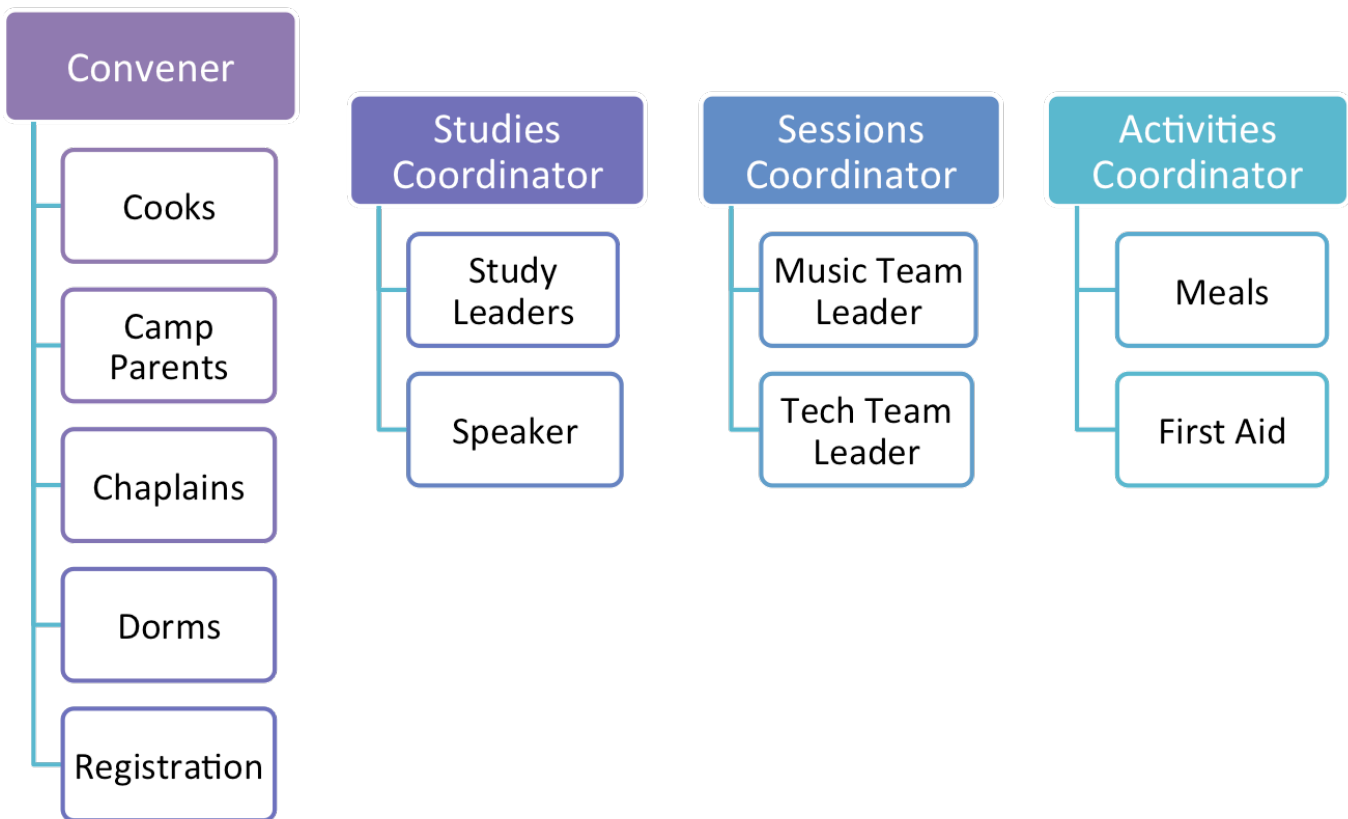 Convener
Cooks
Camp
Parents
Chaplains
Dorms
Registration
Studies
Coordinator
Study
Leaders
Speaker
Sessions
Coordinator
Music Team
Leader
Tech Team
Leader
Activities
Coordinator
Meals
First Aid